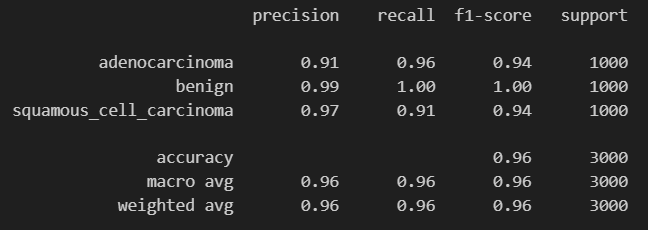 precision recall f1-score support
adenocarcinoma 0.91 0.96 0.94 1000
benign 0.99 1.00 1.00 1000
squamous_cell_carcinoma 0.97 0.91 0.94 1000
accuracy 0.96 3000
macro avg 0.96 0.96 0.96 3000
weighted avg 0.96 0.96 0.96 3000